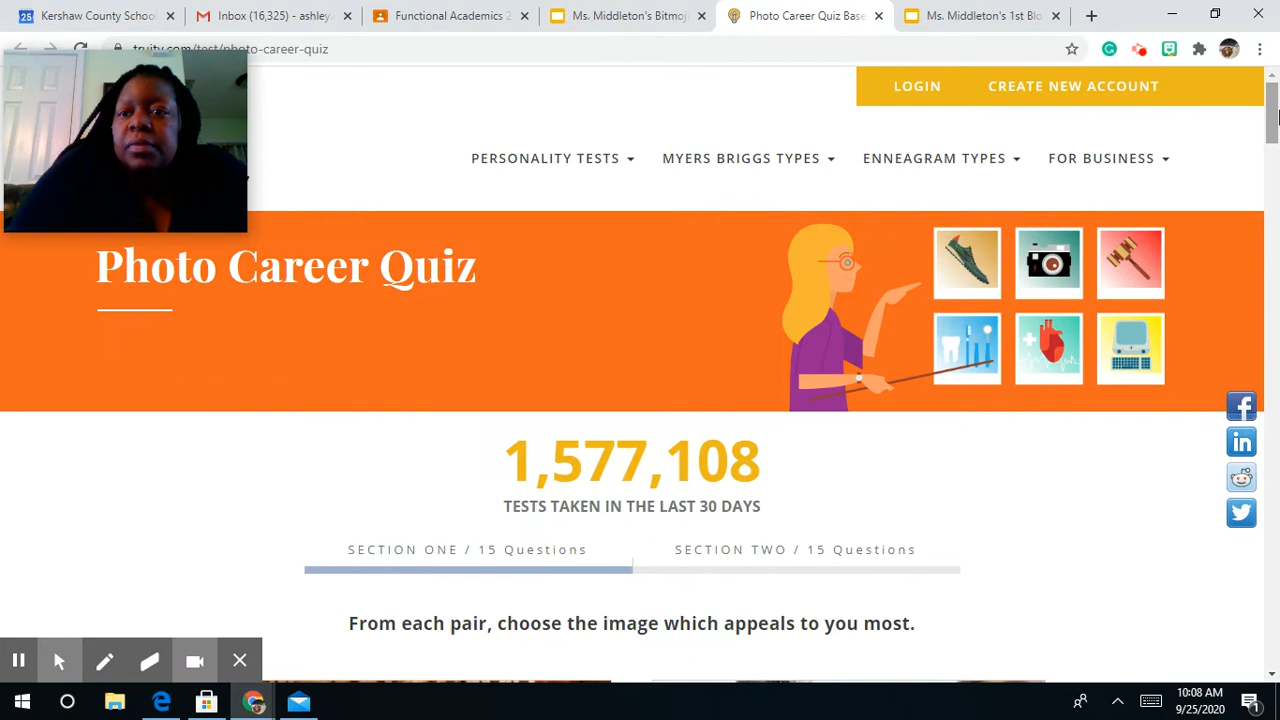 Kershaw County School
Inbox (16,325) - ashley
Functional Academics 2
Ms. Middleton's Bitmoj
Photo Career Quiz Base
Ms. Middleton's 1st Blo
truity.com/test/photo-career-quiz
LOGIN
CREATE NEW ACCOUNT
PERSONALITY TESTS
MYERS BRIGGS TYPES
ENNEAGRAM TYPES
FOR BUSINESS
Photo Career Quiz
1,577,108
TESTS TAKEN IN THE LAST 30 DAYS
SECTION ONE / 15 Questions
SECTION TWO / 15 Questions
From each pair, choose the image which appeals to you most.
10:08 AM
9/25/2020